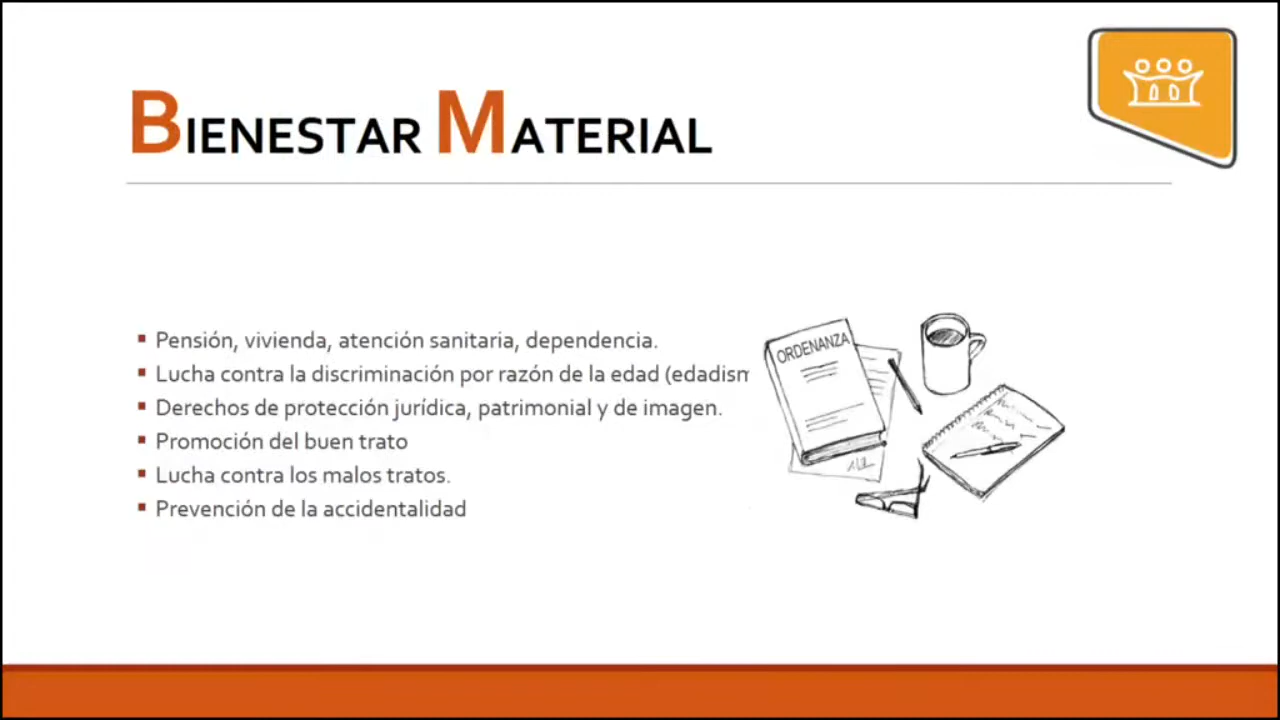 BIENESTAR MATERIAL
▪ Pensión, vivienda, atención sanitaria, dependencia.
▪ Lucha contra la discriminación por razón de la edad (edadism
▪ Derechos de protección jurídica, patrimonial y de imagen.
▪ Promoción del buen trato
▪ Lucha contra los malos tratos.
▪ Prevención de la accidentalidad
ORDENANZA